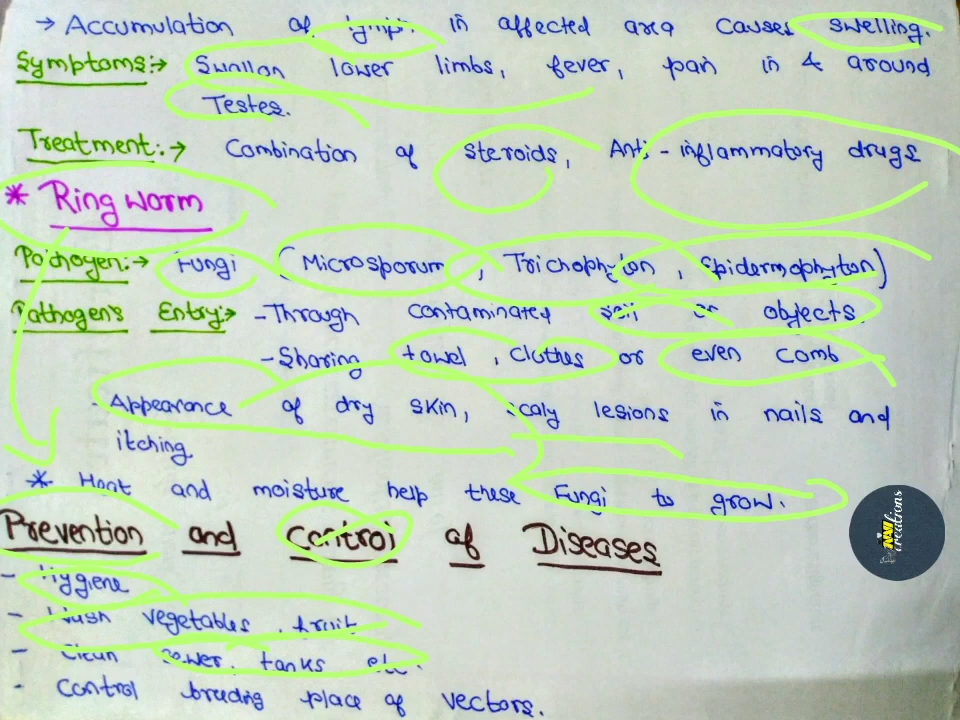 → Accumulation of lymph in affected area causes swelling.
Symptoms:→ Swollan lower limbs, fever, pain in & around
Testes.
Treatment:→ Combination of steroids, Anti-inflammatory drugs
* Ring worm
Pathogen:→ Fungi (Microsporum, Trichophyton, Epidermophyton)
Pathogen's Entry:→ - Through contaminated soil or objects
- Sharing towel, clothes or even comb
- Appearance of dry skin, scaly lesions in nails and
itching
* Heat and moisture help these Fungi to grow.
Prevention and control of Diseases
- Hygiene
- Wash vegetables, fruit
- Clean sewer, tanks etc.
- Control breeding place of vectors.
NAVI
creations